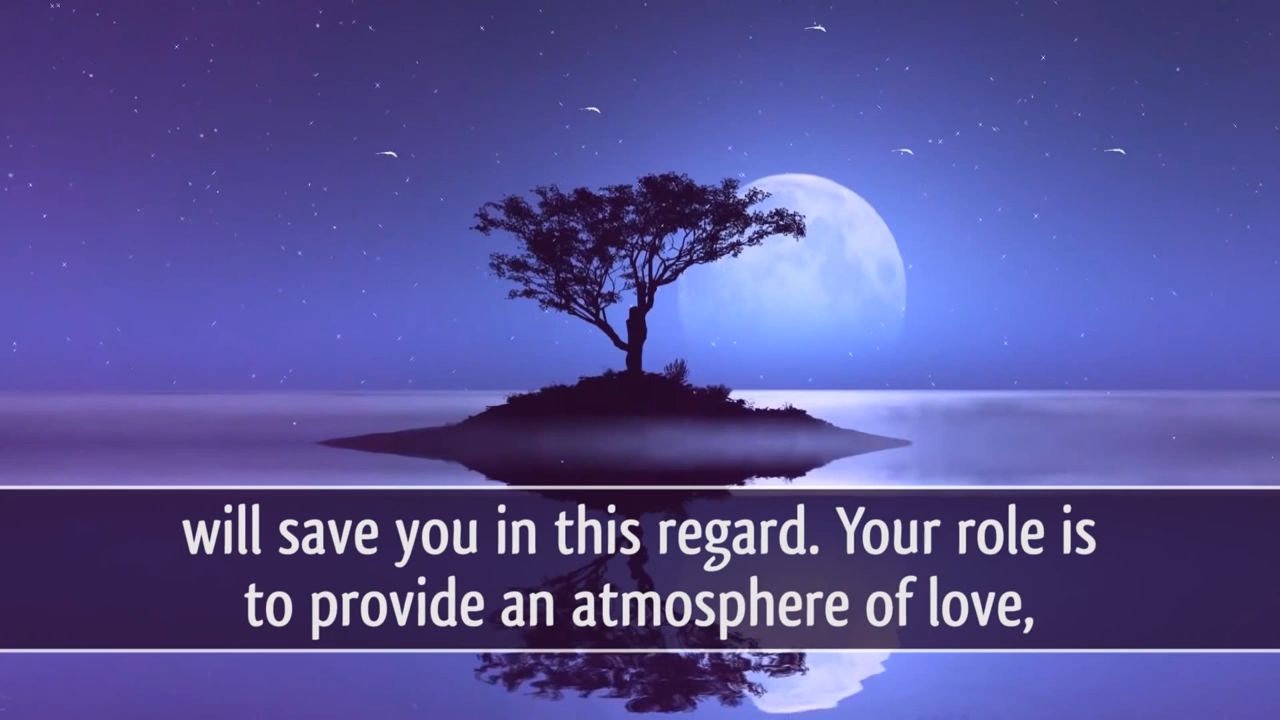 will save you in this regard. Your role is
to provide an atmosphere of love,